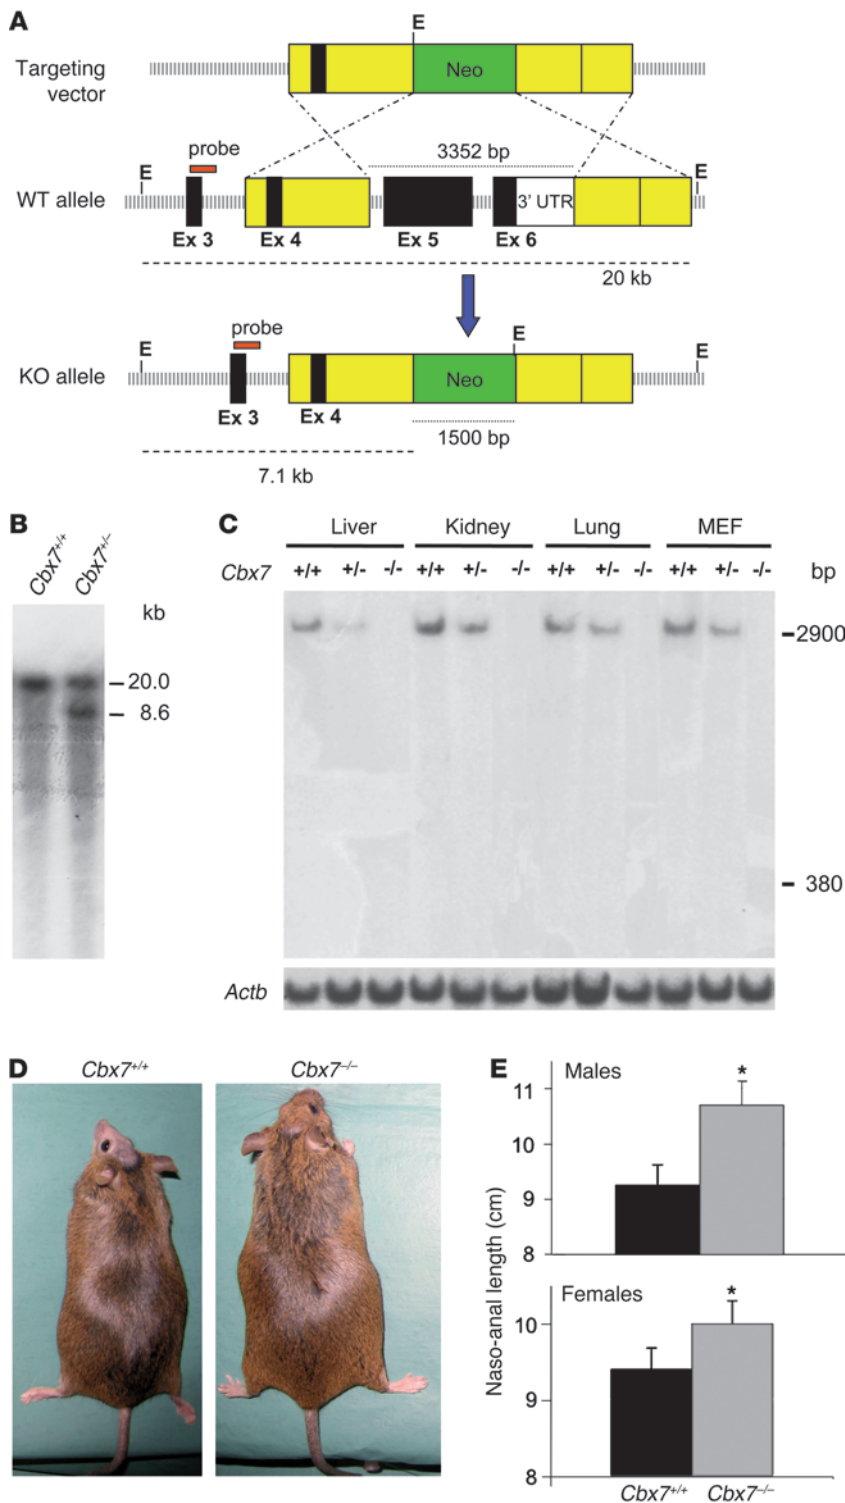 A
E
Targeting
vector
Neo
3352 bp
probe
E
E
WT allele
3' UTR
Ex 3
Ex 4
Ex 5
Ex 6
20 kb
probe
E
E
E
KO allele
Neo
Ex 3
Ex 4
1500 bp
7.1 kb
B
Cbx7+/+
Cbx7+/–
kb
20.0
8.6
C
Liver Kidney Lung MEF
Cbx7 +/+ +/- -/- +/+ +/- -/- +/+ +/- -/- +/+ +/- -/- bp
2900
380
Actb
D
Cbx7+/+
Cbx7–/–
E
Males
*
11
10
9
8
Naso-anal length (cm)
Females
*
10
9
8
Cbx7+/+ Cbx7–/–